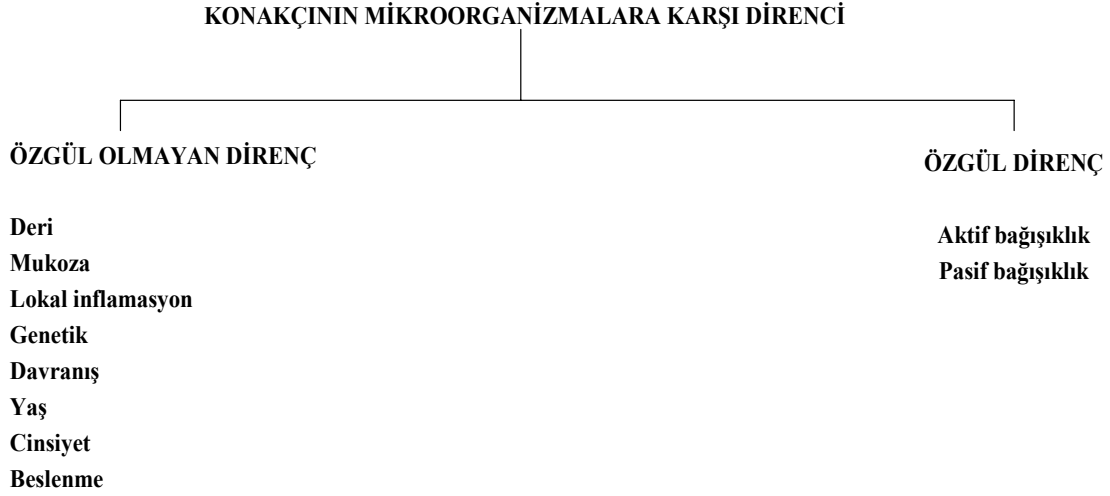 KONAKÇININ MİKROORGANİZMALARA KARŞI DİRENCİ
ÖZGÜL OLMAYAN DİRENÇ
Deri
Mukoza
Lokal inflamasyon
Genetik
Davranış
Yaş
Cinsiyet
Beslenme
ÖZGÜL DİRENÇ
Aktif bağışıklık
Pasif bağışıklık